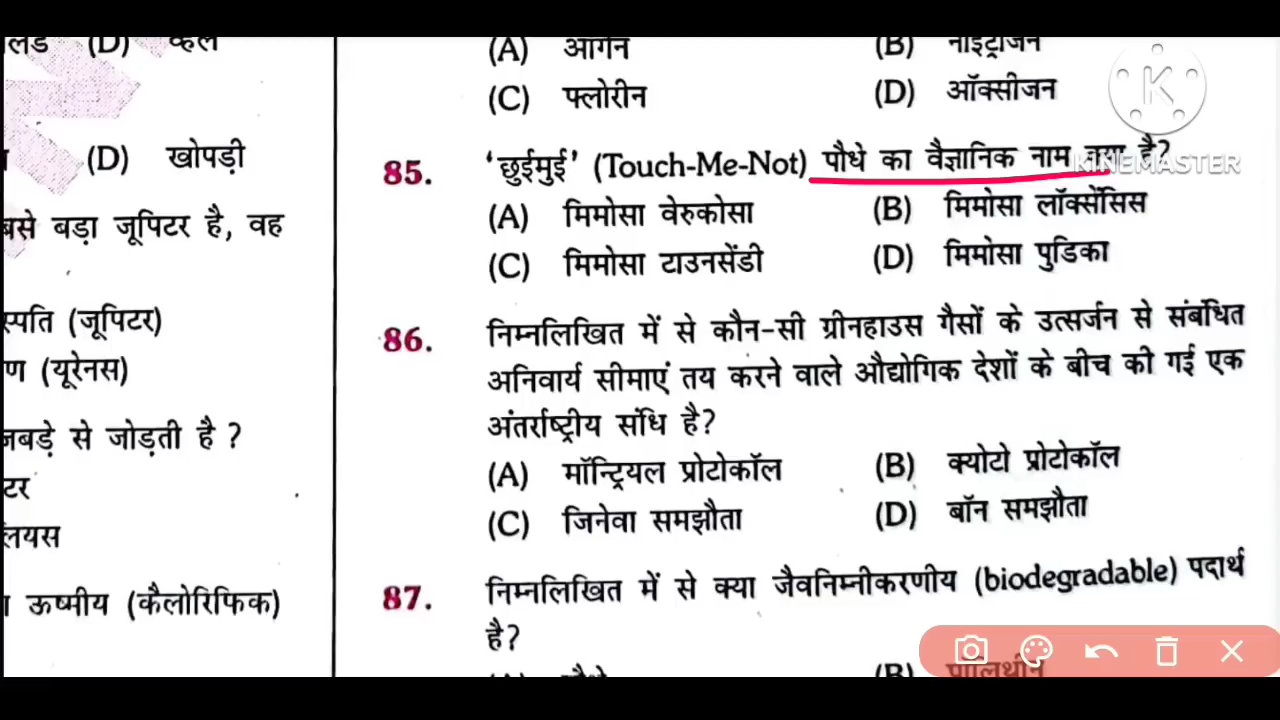 (D) व्हेल
(D) खोपड़ी
बसे बड़ा जूपिटर है, वह
स्पति (जूपिटर)
ण (यूरेनस)
जबड़े से जोड़ती है ?
टर
लियस
ऊष्मीय (कैलोरिफिक)
(A) आर्गन (B) नाइट्रोजन
(C) फ्लोरीन (D) ऑक्सीजन
85. 'छुईमुई' (Touch-Me-Not) पौधे का वैज्ञानिक नाम क्या है?
(A) मिमोसा वेरुकोसा (B) मिमोसा लॉक्सेंसिस
(C) मिमोसा टाउनसेंडी (D) मिमोसा पुडिका
86. निम्नलिखित में से कौन-सी ग्रीनहाउस गैसों के उत्सर्जन से संबंधित
अनिवार्य सीमाएं तय करने वाले औद्योगिक देशों के बीच की गई एक
अंतर्राष्ट्रीय संधि है?
(A) मॉन्ट्रियल प्रोटोकॉल (B) क्योटो प्रोटोकॉल
(C) जिनेवा समझौता (D) बॉन समझौता
87. निम्नलिखित में से क्या जैवनिम्नीकरणीय (biodegradable) पदार्थ
है?
(A) पौधे (B) पॉलिथीन
K
KINEMASTER